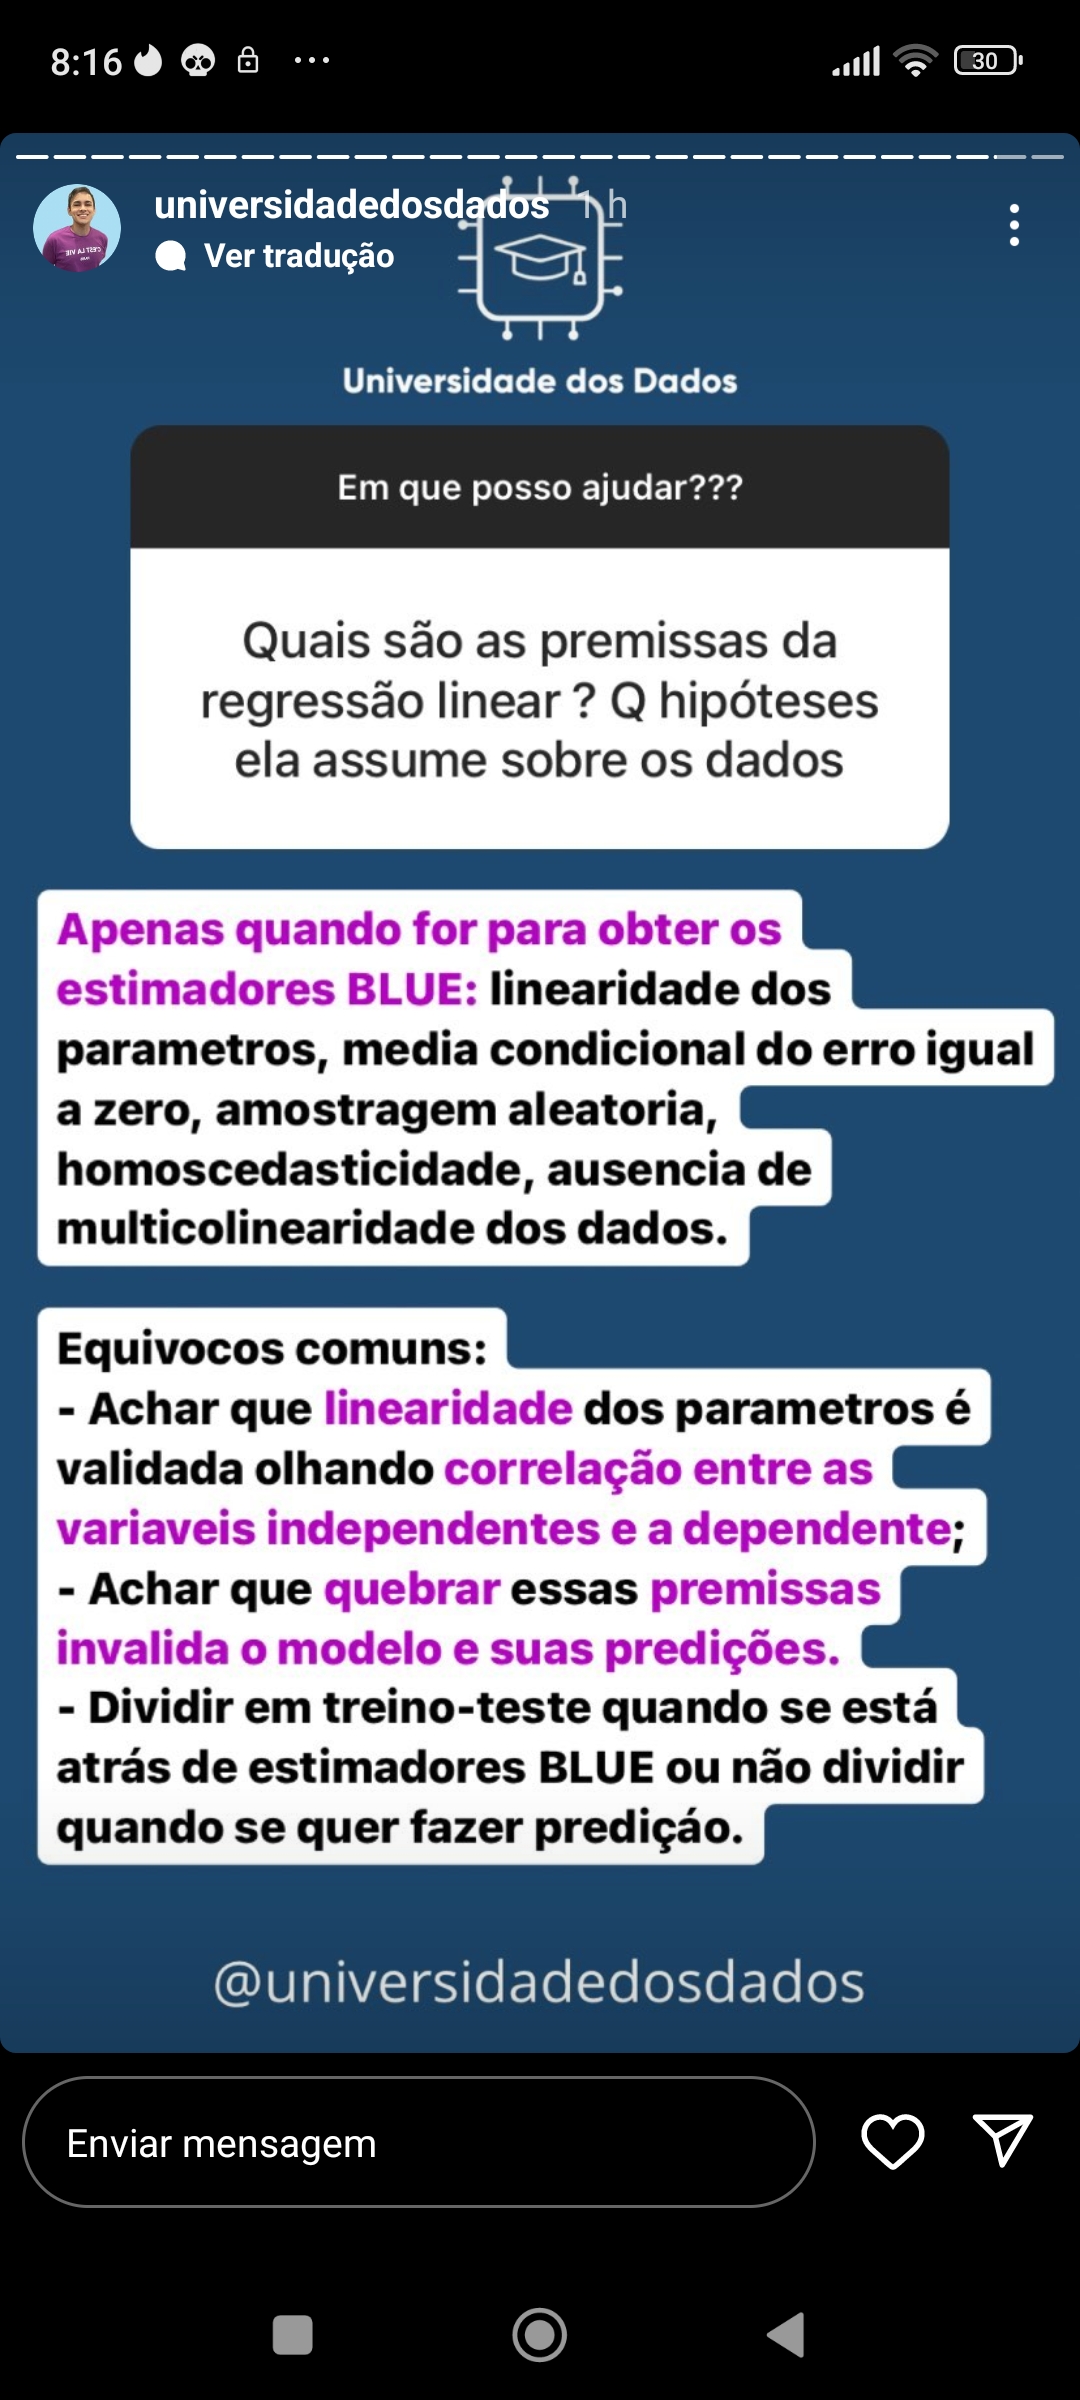 8:16
30
universidadedosdados 1 h
Ver tradução
Universidade dos Dados
Em que posso ajudar???
Quais são as premissas da
regressão linear ? Q hipóteses
ela assume sobre os dados
Apenas quando for para obter os
estimadores BLUE: linearidade dos
parametros, media condicional do erro igual
a zero, amostragem aleatoria,
homoscedasticidade, ausencia de
multicolinearidade dos dados.
Equivocos comuns:
- Achar que linearidade dos parametros é
validada olhando correlação entre as
variaveis independentes e a dependente;
- Achar que quebrar essas premissas
invalida o modelo e suas predições.
- Dividir em treino-teste quando se está
atrás de estimadores BLUE ou não dividir
quando se quer fazer prediçáo.
@universidadedosdados
Enviar mensagem